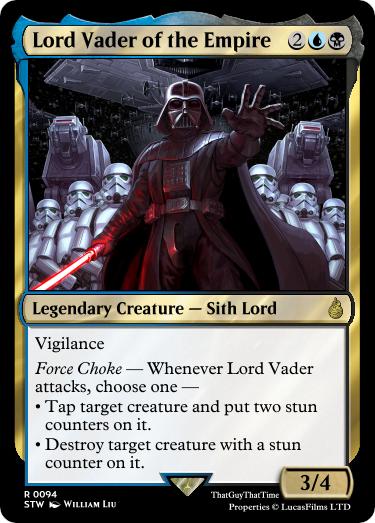 Lord Vader of the Empire 2
Legendary Creature — Sith Lord
Vigilance
Force Choke — Whenever Lord Vader
attacks, choose one —
• Tap target creature and put two stun
counters on it.
• Destroy target creature with a stun
counter on it.
3/4
R 0094
STW William Liu
ThatGuyThatTime
Properties © LucasFilms LTD